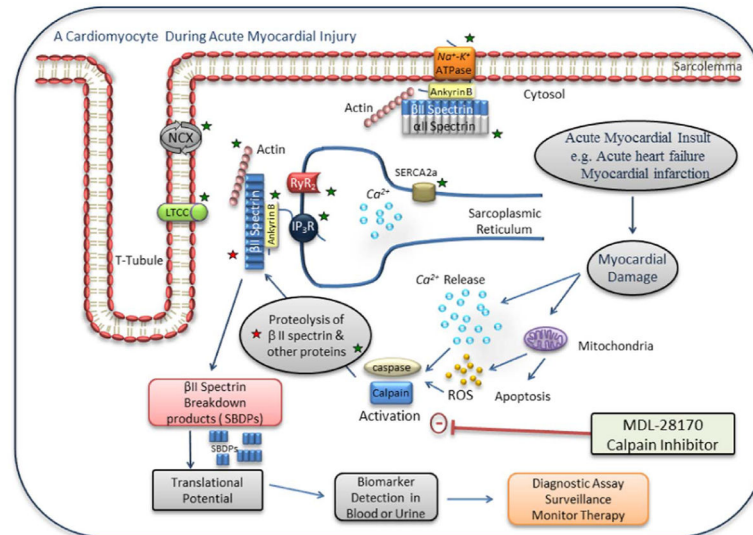 A Cardiomyocyte During Acute Myocardial Injury
Na⁺-K⁺
ATPase
Sarcolemma
Ankyrin B
Cytosol
Actin
βII Spectrin
αII Spectrin
NCX
Actin
Acute Myocardial Insult
e.g. Acute heart failure
Myocardial infarction
RyR₂
SERCA2a
Ca²⁺
LTCC
βII Spectrin
Ankyrin B
IP₃R
Sarcoplasmic
Reticulum
T-Tubule
Myocardial
Damage
Ca²⁺ Release
Proteolysis of
β II spectrin &
other proteins
Mitochondria
caspase
Calpain
ROS
Apoptosis
Activation
βII Spectrin
Breakdown
products ( SBDPs)
MDL-28170
Calpain Inhibitor
SBDPs
Translational
Potential
Biomarker
Detection in
Blood or Urine
Diagnostic Assay
Surveillance
Monitor Therapy